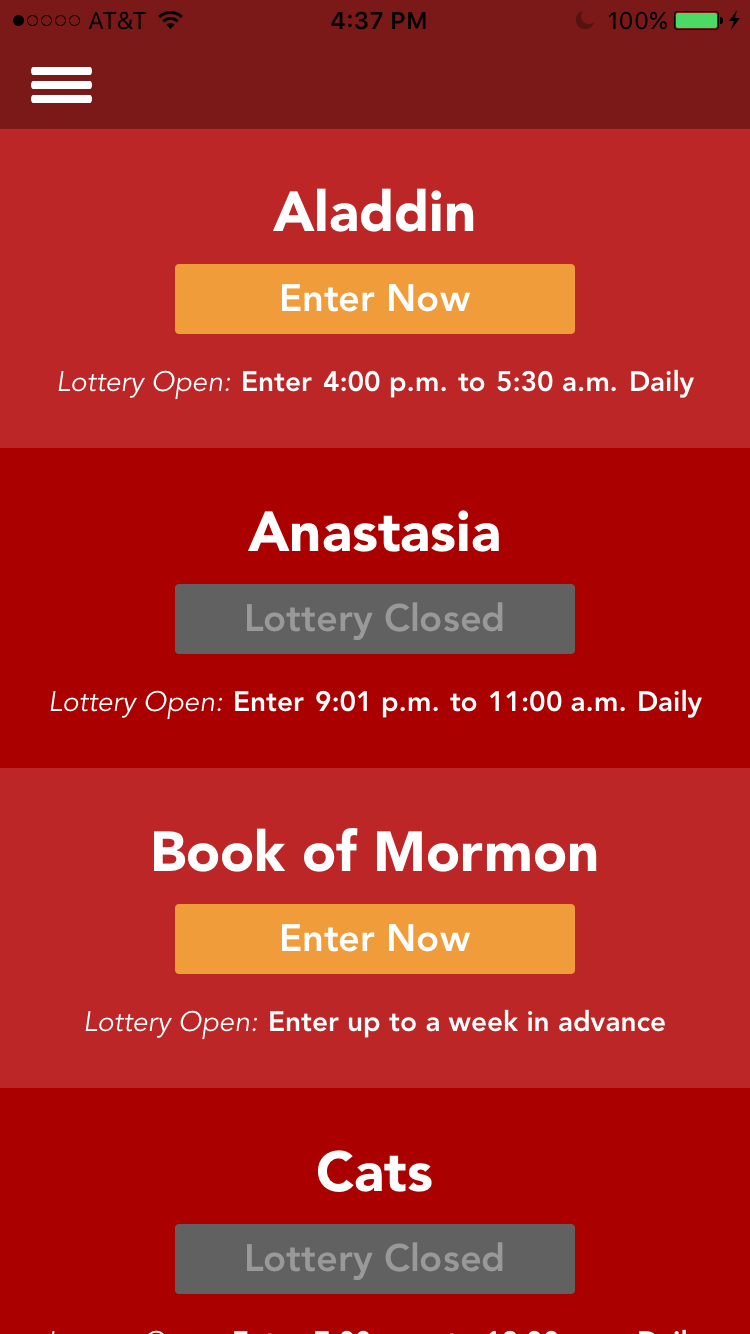 AT&T 4:37 PM 100%
Aladdin
Enter Now
Lottery Open: Enter 4:00 p.m. to 5:30 a.m. Daily
Anastasia
Lottery Closed
Lottery Open: Enter 9:01 p.m. to 11:00 a.m. Daily
Book of Mormon
Enter Now
Lottery Open: Enter up to a week in advance
Cats
Lottery Closed